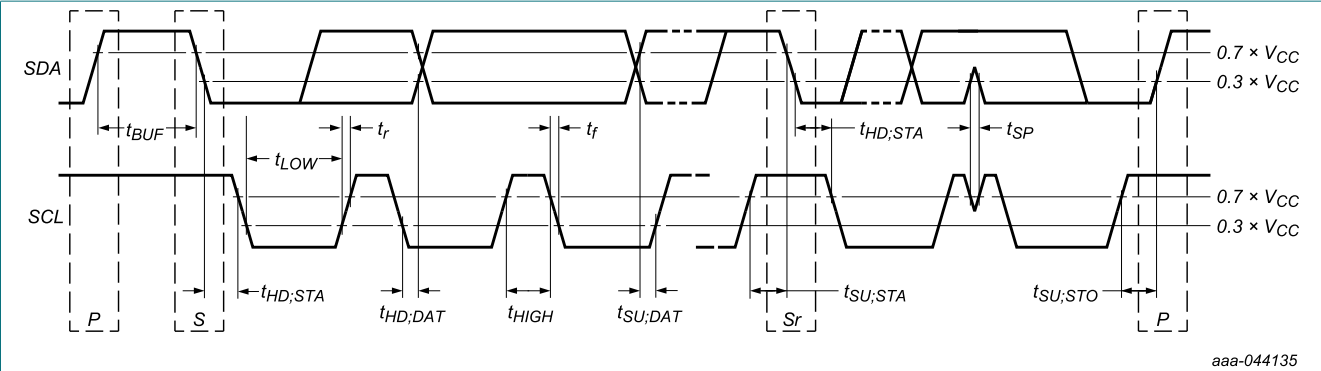 SDA
0.7 × VCC
0.3 × VCC
tBUF
tr
tf
tHD;STA
tSP
tLOW
SCL
0.7 × VCC
0.3 × VCC
tHD;STA
tHD;DAT
tHIGH
tSU;DAT
tSU;STA
tSU;STO
P
S
Sr
P
aaa-044135